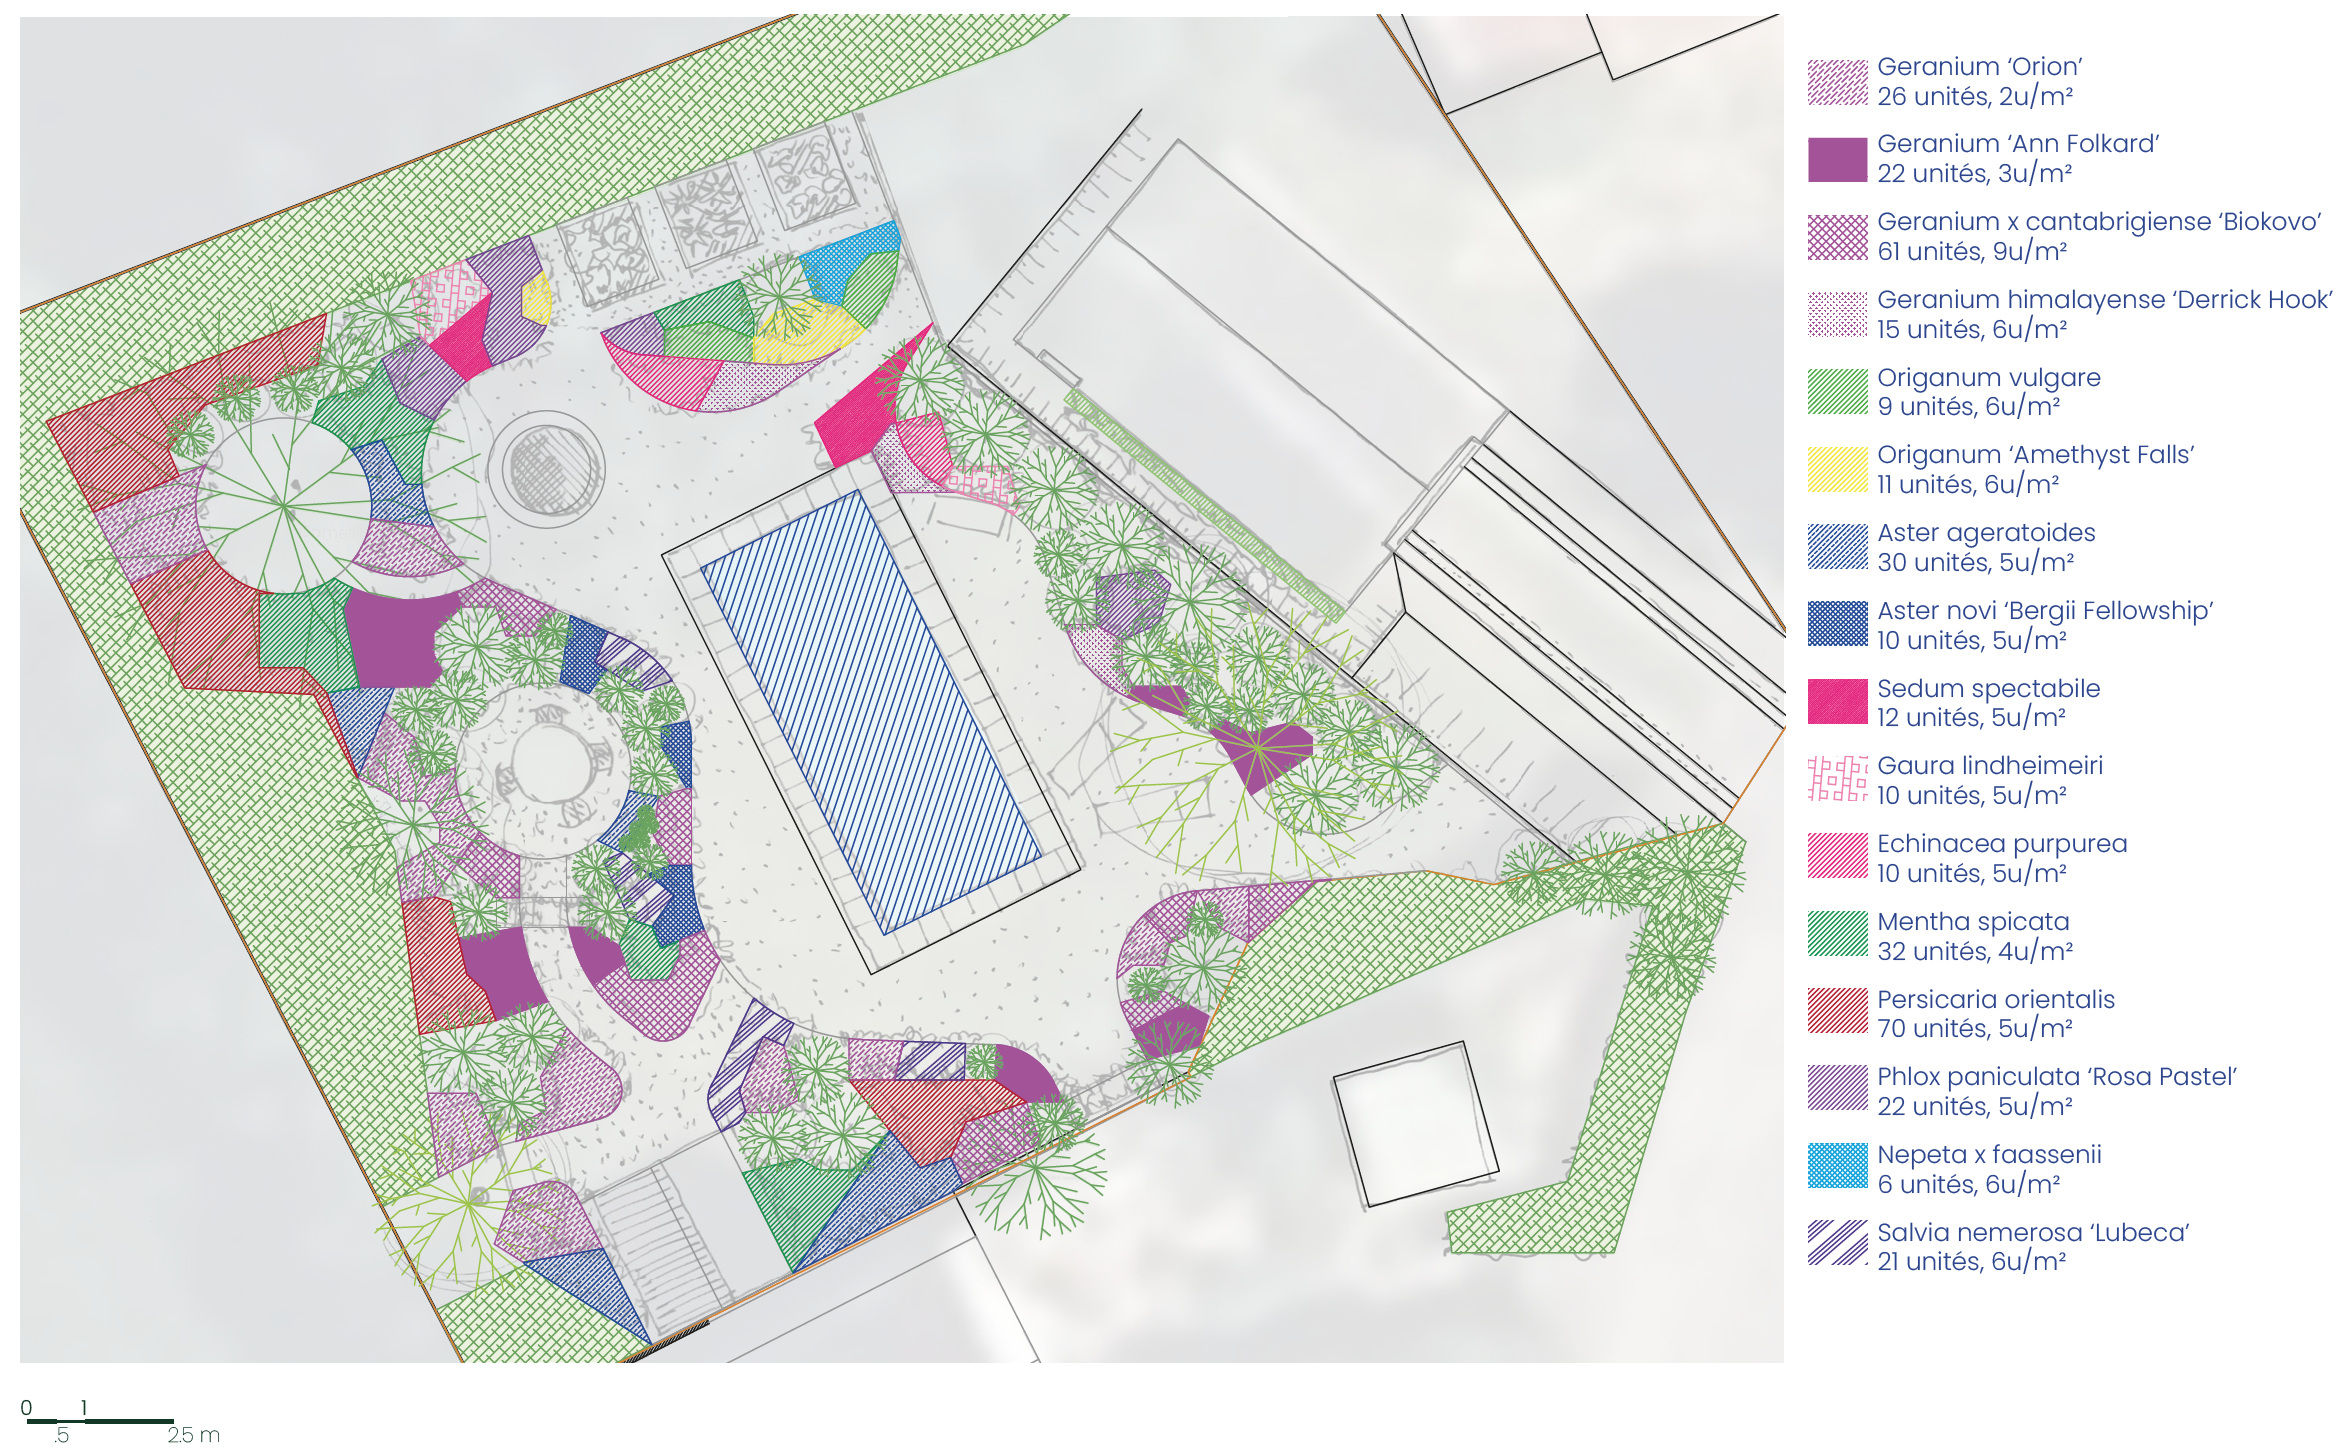 Geranium ‘Orion’
26 unités, 2u/m²
Geranium ‘Ann Folkard’
22 unités, 3u/m²
Geranium x cantabrigiense ‘Biokovo’
61 unités, 9u/m²
Geranium himalayense ‘Derrick Hook’
15 unités, 6u/m²
Origanum vulgare
9 unités, 6u/m²
Origanum ‘Amethyst Falls’
11 unités, 6u/m²
Aster ageratoides
30 unités, 5u/m²
Aster novi ‘Bergii Fellowship’
10 unités, 5u/m²
Sedum spectabile
12 unités, 5u/m²
Gaura lindheimeiri
10 unités, 5u/m²
Echinacea purpurea
10 unités, 5u/m²
Mentha spicata
32 unités, 4u/m²
Persicaria orientalis
70 unités, 5u/m²
Phlox paniculata ‘Rosa Pastel’
22 unités, 5u/m²
Nepeta x faassenii
6 unités, 6u/m²
Salvia nemerosa ‘Lubeca’
21 unités, 6u/m²
0 1
.5 2.5 m